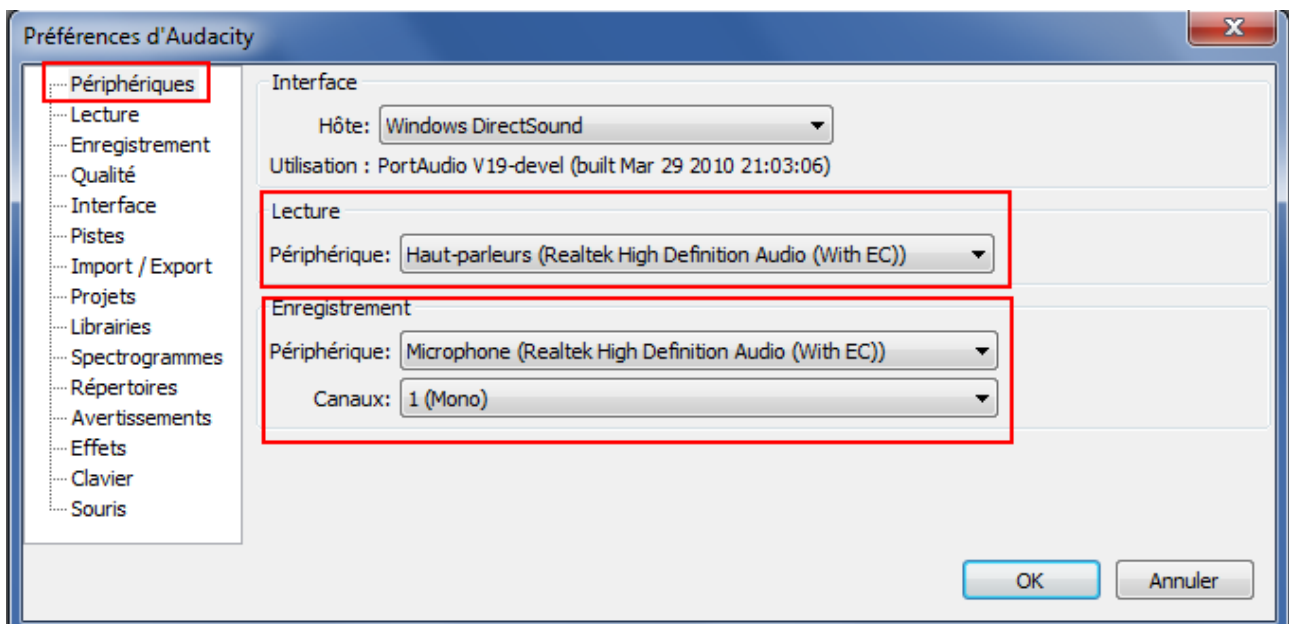 Préférences d'Audacity
Périphériques
Lecture
Enregistrement
Qualité
Interface
Pistes
Import / Export
Projets
Librairies
Spectrogrammes
Répertoires
Avertissements
Effets
Clavier
Souris
Interface
Hôte: Windows DirectSound
Utilisation : PortAudio V19-devel (built Mar 29 2010 21:03:06)
Lecture
Périphérique: Haut-parleurs (Realtek High Definition Audio (With EC))
Enregistrement
Périphérique: Microphone (Realtek High Definition Audio (With EC))
Canaux: 1 (Mono)
OK Annuler